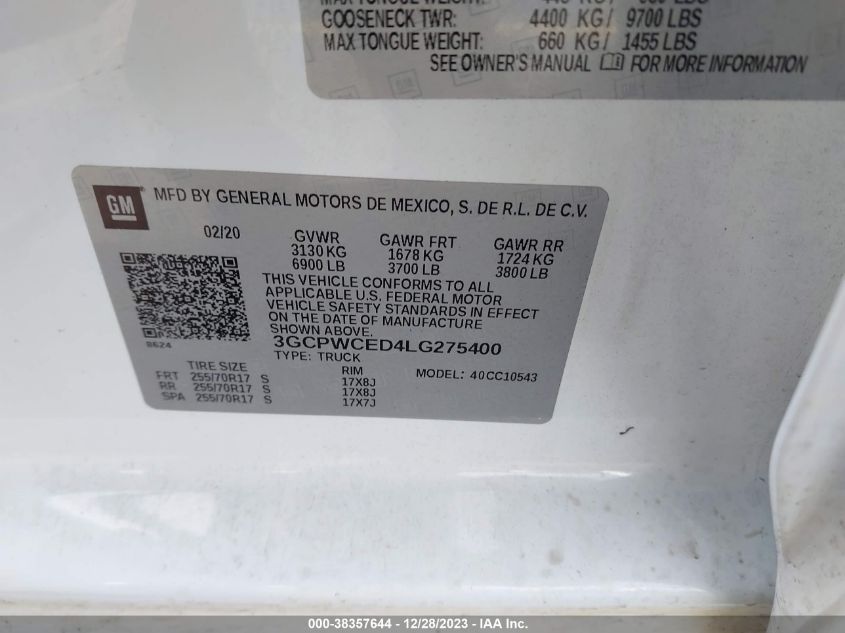 GOOSENECK TWR: 4400 KG/ 9700 LBS
MAX TONGUE WEIGHT: 660 KG/ 1455 LBS
SEE OWNER'S MANUAL FOR MORE INFORMATION
GM
MFD BY GENERAL MOTORS DE MEXICO, S. DE R.L. DE C.V.
02/20 GVWR GAWR FRT GAWR RR
3130 KG 1678 KG 1724 KG
6900 LB 3700 LB 3800 LB
THIS VEHICLE CONFORMS TO ALL
APPLICABLE U.S. FEDERAL MOTOR
VEHICLE SAFETY STANDARDS IN EFFECT
ON THE DATE OF MANUFACTURE
SHOWN ABOVE.
8624
3GCPWCED4LG275400
TYPE: TRUCK MODEL: 40CC10543
TIRE SIZE RIM
FRT 255/70R17 S 17X8J
RR 255/70R17 S 17X8J
SPA 255/70R17 S 17X7J
000-38357644 - 12/28/2023 - IAA Inc.